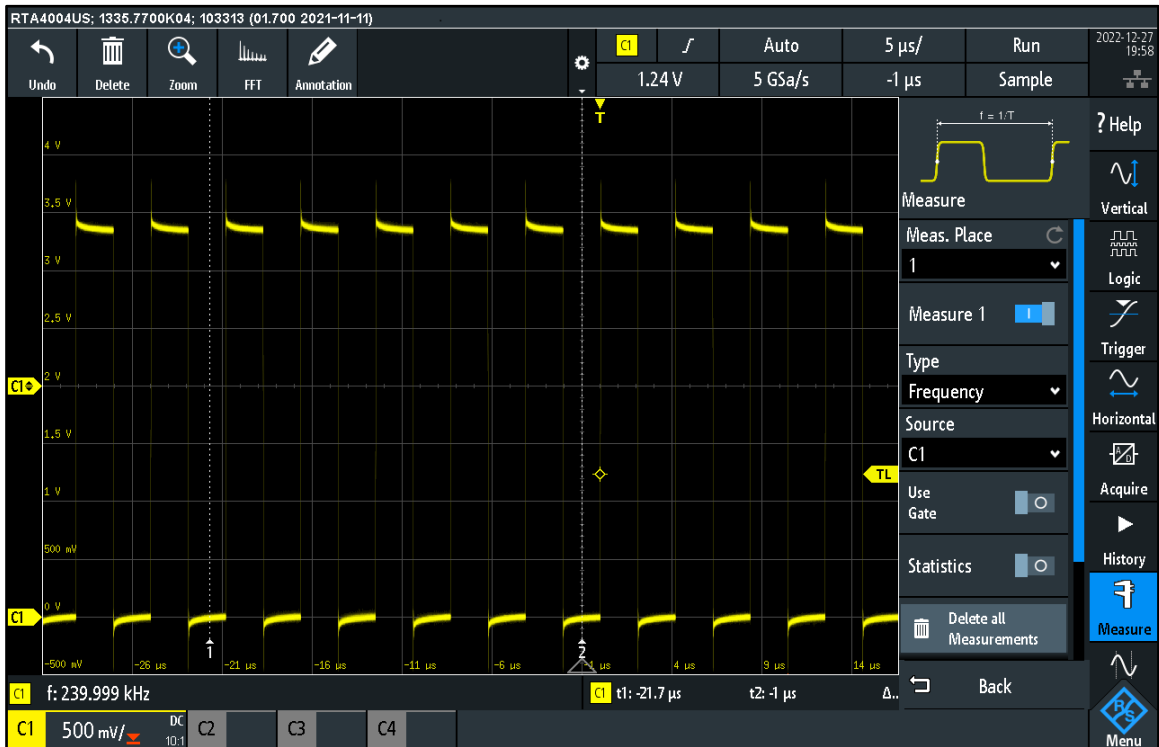 RTA4004US; 1335.7700K04; 103313 (01.700 2021-11-11)
Undo
Delete
Zoom
FFT
Annotation
C1
Auto
5 µs/
Run
1.24 V
5 GSa/s
-1 µs
Sample
2022-12-27
19:58
T
4 V
3,5 V
3 V
2,5 V
C1
2 V
1,5 V
TL
1 V
500 mV
C1
0 V
-500 mV
1
2
-26 µs
-21 µs
-16 µs
-11 µs
-6 µs
-1 µs
4 µs
9 µs
14 µs
f = 1/T
Measure
Meas. Place
1
Measure 1
Type
Frequency
Source
C1
Use
Gate
Statistics
Delete all
Measurements
Back
? Help
Vertical
Logic
Trigger
Horizontal
A
D
Acquire
History
Measure
R&S
Menu
C1 f: 239.999 kHz
C1 t1: -21.7 µs t2: -1 µs Δ..
C1 500 mV/ DC
10:1
C2
C3
C4